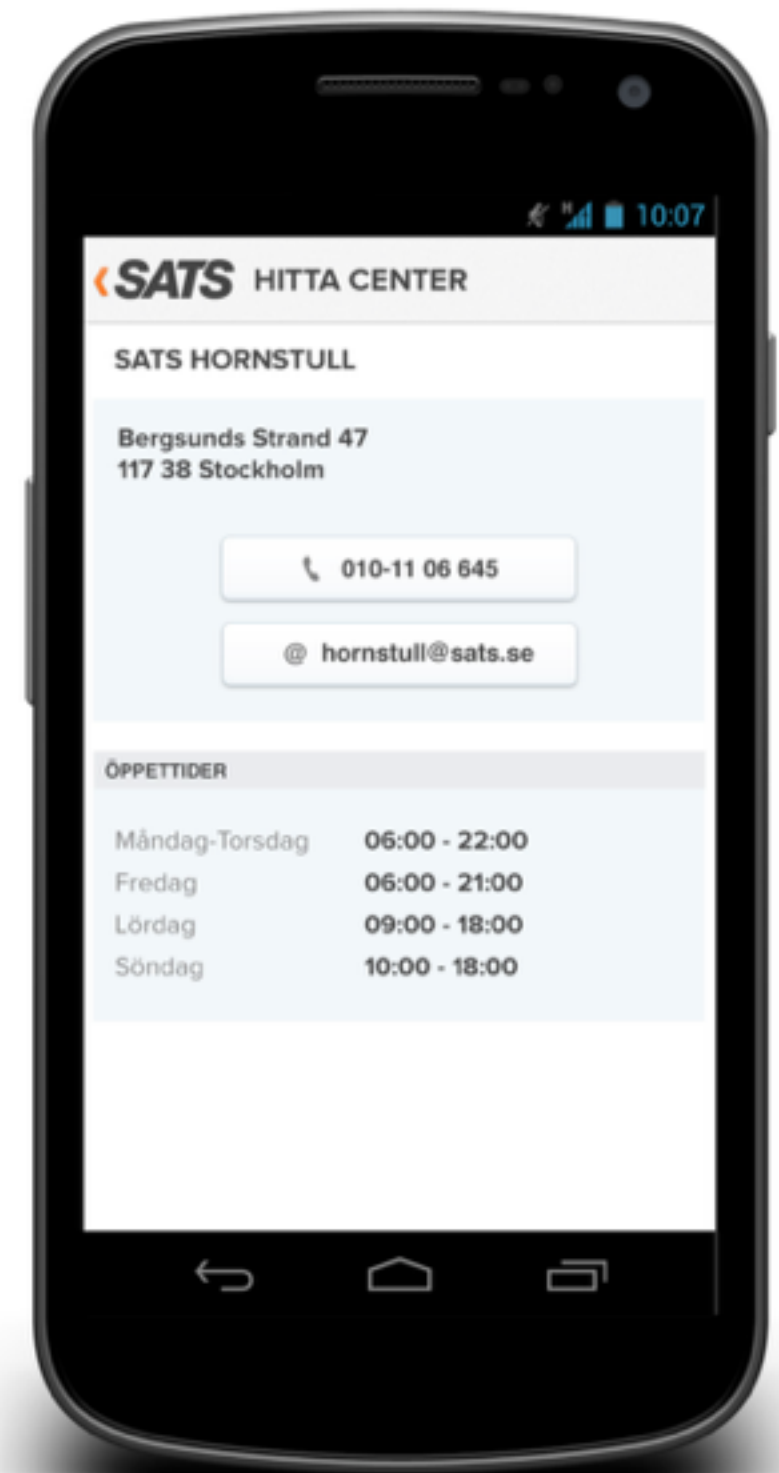 H
10:07
SATS HITTA CENTER
SATS HORNSTULL
Bergsunds Strand 47
117 38 Stockholm
010-11 06 645
@ hornstull@sats.se
ÖPPETTIDER
Måndag-Torsdag 06:00 - 22:00
Fredag 06:00 - 21:00
Lördag 09:00 - 18:00
Söndag 10:00 - 18:00